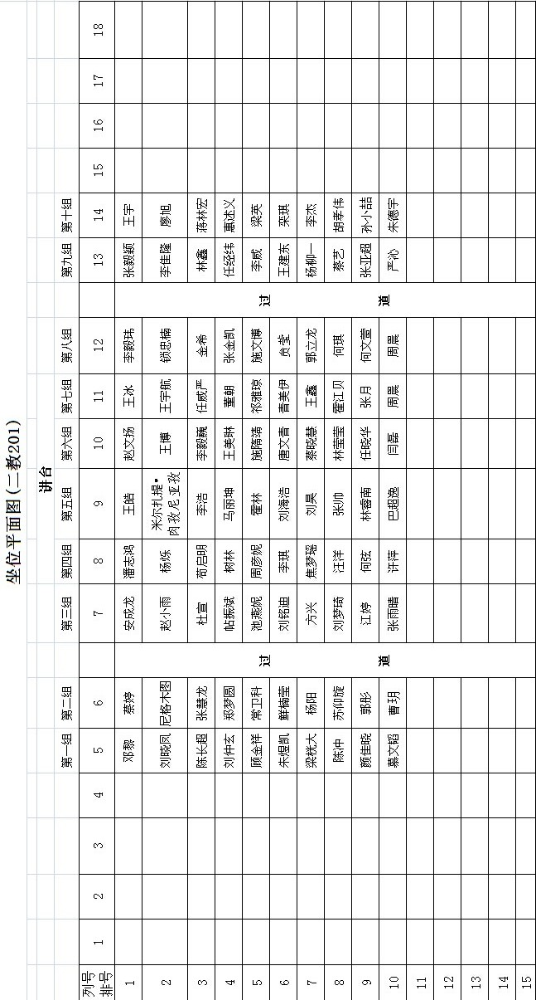 坐位平面图(二教201)
讲台
第一组 第二组 第三组 第四组 第五组 第六组 第七组 第八组 第九组 第十组
列号 排号 1 2 3 4 5 6 7 8 9 10 11 12 13 14 15 16 17 18
1 邓黎 蔡婷 安成龙 潘志鸿 王皓 赵文扬 王冰 李毅玮 张毅颖 王宇
2 刘晓凤 尼格木图 赵小雨 杨烁 米尔扎提•肉孜尼亚孜 王博 王宇航 锁忠楠 李佳隆 廖旭
3 陈长超 张慧龙 杜宣 苟启明 李浩 李毅巍 任威严 金希 林鑫 蒋林宏
4 刘仲玄 郑梦圆 帖振斌 树林 马丽坤 王美琳 董朝 张金凯 任经纬 惠述义
5 顾金祥 常卫科 池燕妮 周彦妮 霍林 施隋靖 祁雅琼 施文博 李威 梁英
6 朱煜凯 鲜楠莹 刘铭迪 李琪 刘海浩 唐文青 青美伊 贠莹 王建东 栾琪
过 道 过 道
7 梁桄大 杨阳 方兴 焦梦瑶 刘昊 蔡晓慧 王鑫 郭立龙 杨柳一 李杰
8 陈冲 苏仰旋 刘梦琦 汪洋 张帅 林莹莹 霍江贝 何琪 蔡艺 胡孝伟
9 颜佳晓 郭彤 江婷 何弦 林睿南 任晓华 张月 何文萱 张亚超 孙小喆
10 慕文韬 曹玥 张雨晴 许萍 巴超逸 闫磊 周晨 周晨 严沁 朱德宇
11
12
13
14
15